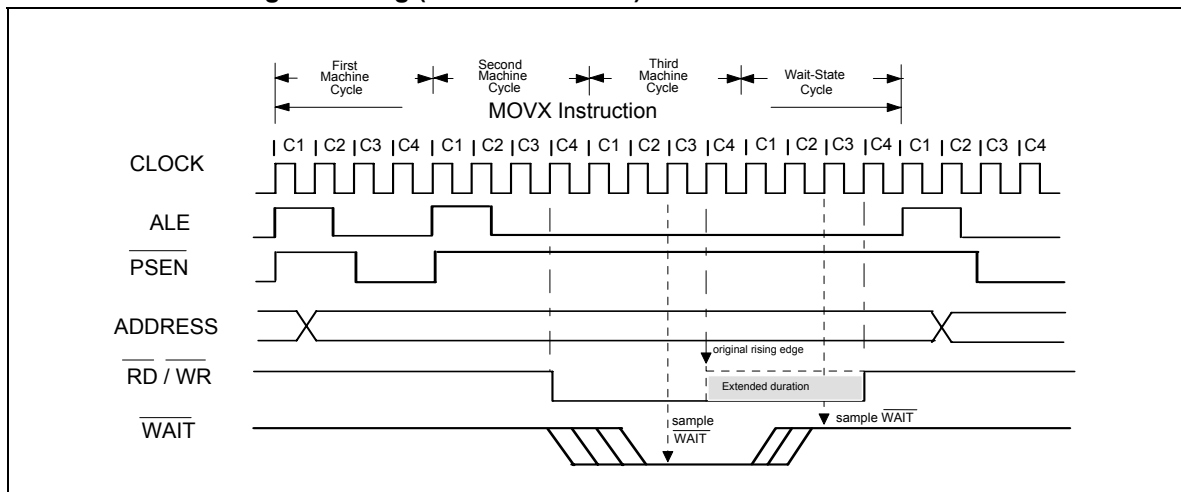 First
Machine
Cycle
Second
Machine
Cycle
Third
Machine
Cycle
Wait-State
Cycle
MOVX Instruction
CLOCK
C1 C2 C3 C4 C1 C2 C3 C4 C1 C2 C3 C4 C1 C2 C3 C4 C1 C2 C3 C4
ALE
PSEN
ADDRESS
original rising edge
RD / WR
Extended duration
WAIT
sample
WAIT
sample WAIT